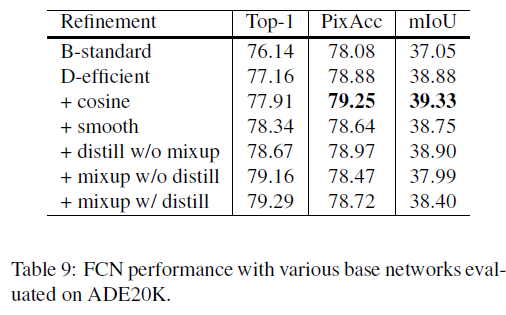 Refinement Top-1 PixAcc mIoU
B-standard 76.14 78.08 37.05
D-efficient 77.16 78.88 38.88
+ cosine 77.91 79.25 39.33
+ smooth 78.34 78.64 38.75
+ distill w/o mixup 78.67 78.97 38.90
+ mixup w/o distill 79.16 78.47 37.99
+ mixup w/ distill 79.29 78.72 38.40
Table 9: FCN performance with various base networks eval-
uated on ADE20K.